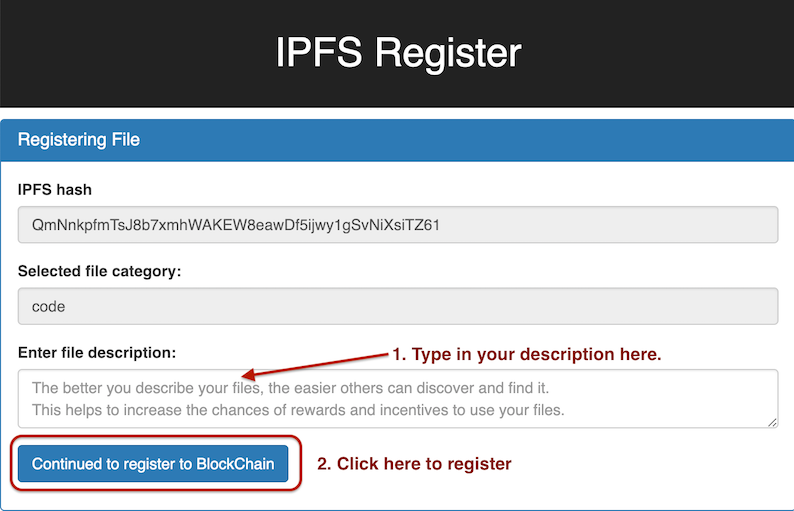 IPFS Register
Registering File
IPFS hash
QmNnkpfmTsJ8b7xmhWAKEW8eawDf5ijwy1gSvNiXsiTZ61
Selected file category:
code
Enter file description:
1. Type in your description here.
The better you describe your files, the easier others can discover and find it.
This helps to increase the chances of rewards and incentives to use your files.
Continued to register to BlockChain
2. Click here to register